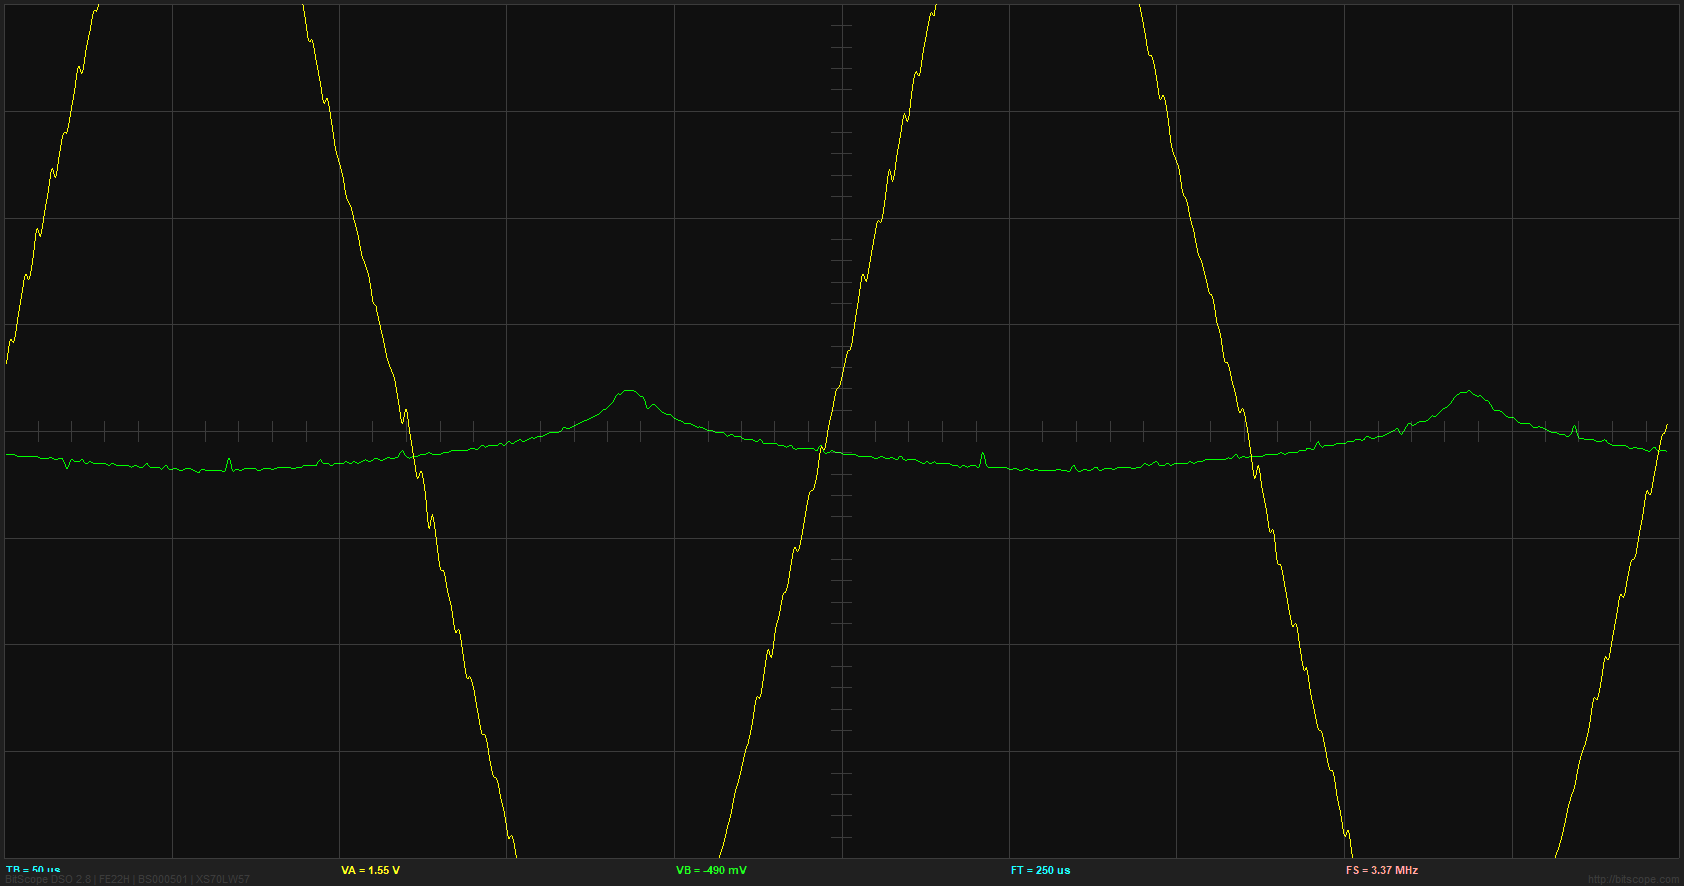 TB = 50 us VA = 1.55 V VB = -490 mV FT = 250 us FS = 3.37 MHz
BitScope DSO 2.8 | FE22H | BS000501 | XS70LW57 http://bitscope.com